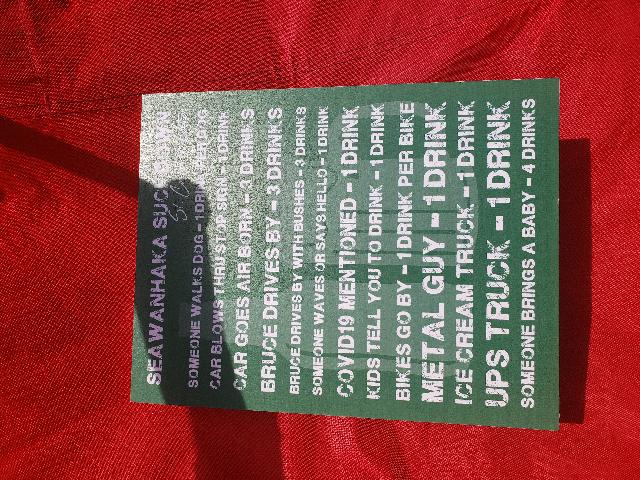 SEAWANHAKA SUCK DOWN
SOMEONE WALKS DOG - 1 DRINK PER DOG
CAR BLOWS THRU STOP SIGN - 1 DRINK
CAR GOES AIR BORN - 3 DRINKS
BRUCE DRIVES BY - 3 DRINKS
BRUCE DRIVES BY WITH BUSHES - 3 DRINKS
SOMEONE WAVES OR SAYS HELLO - 1 DRINK
COVID19 MENTIONED - 1 DRINK
KIDS TELL YOU TO DRINK - 1 DRINK
BIKES GO BY - 1 DRINK PER BIKE
METAL GUY - 1 DRINK
ICE CREAM TRUCK - 1 DRINK
UPS TRUCK - 1 DRINK
SOMEONE BRINGS A BABY - 4 DRINKS